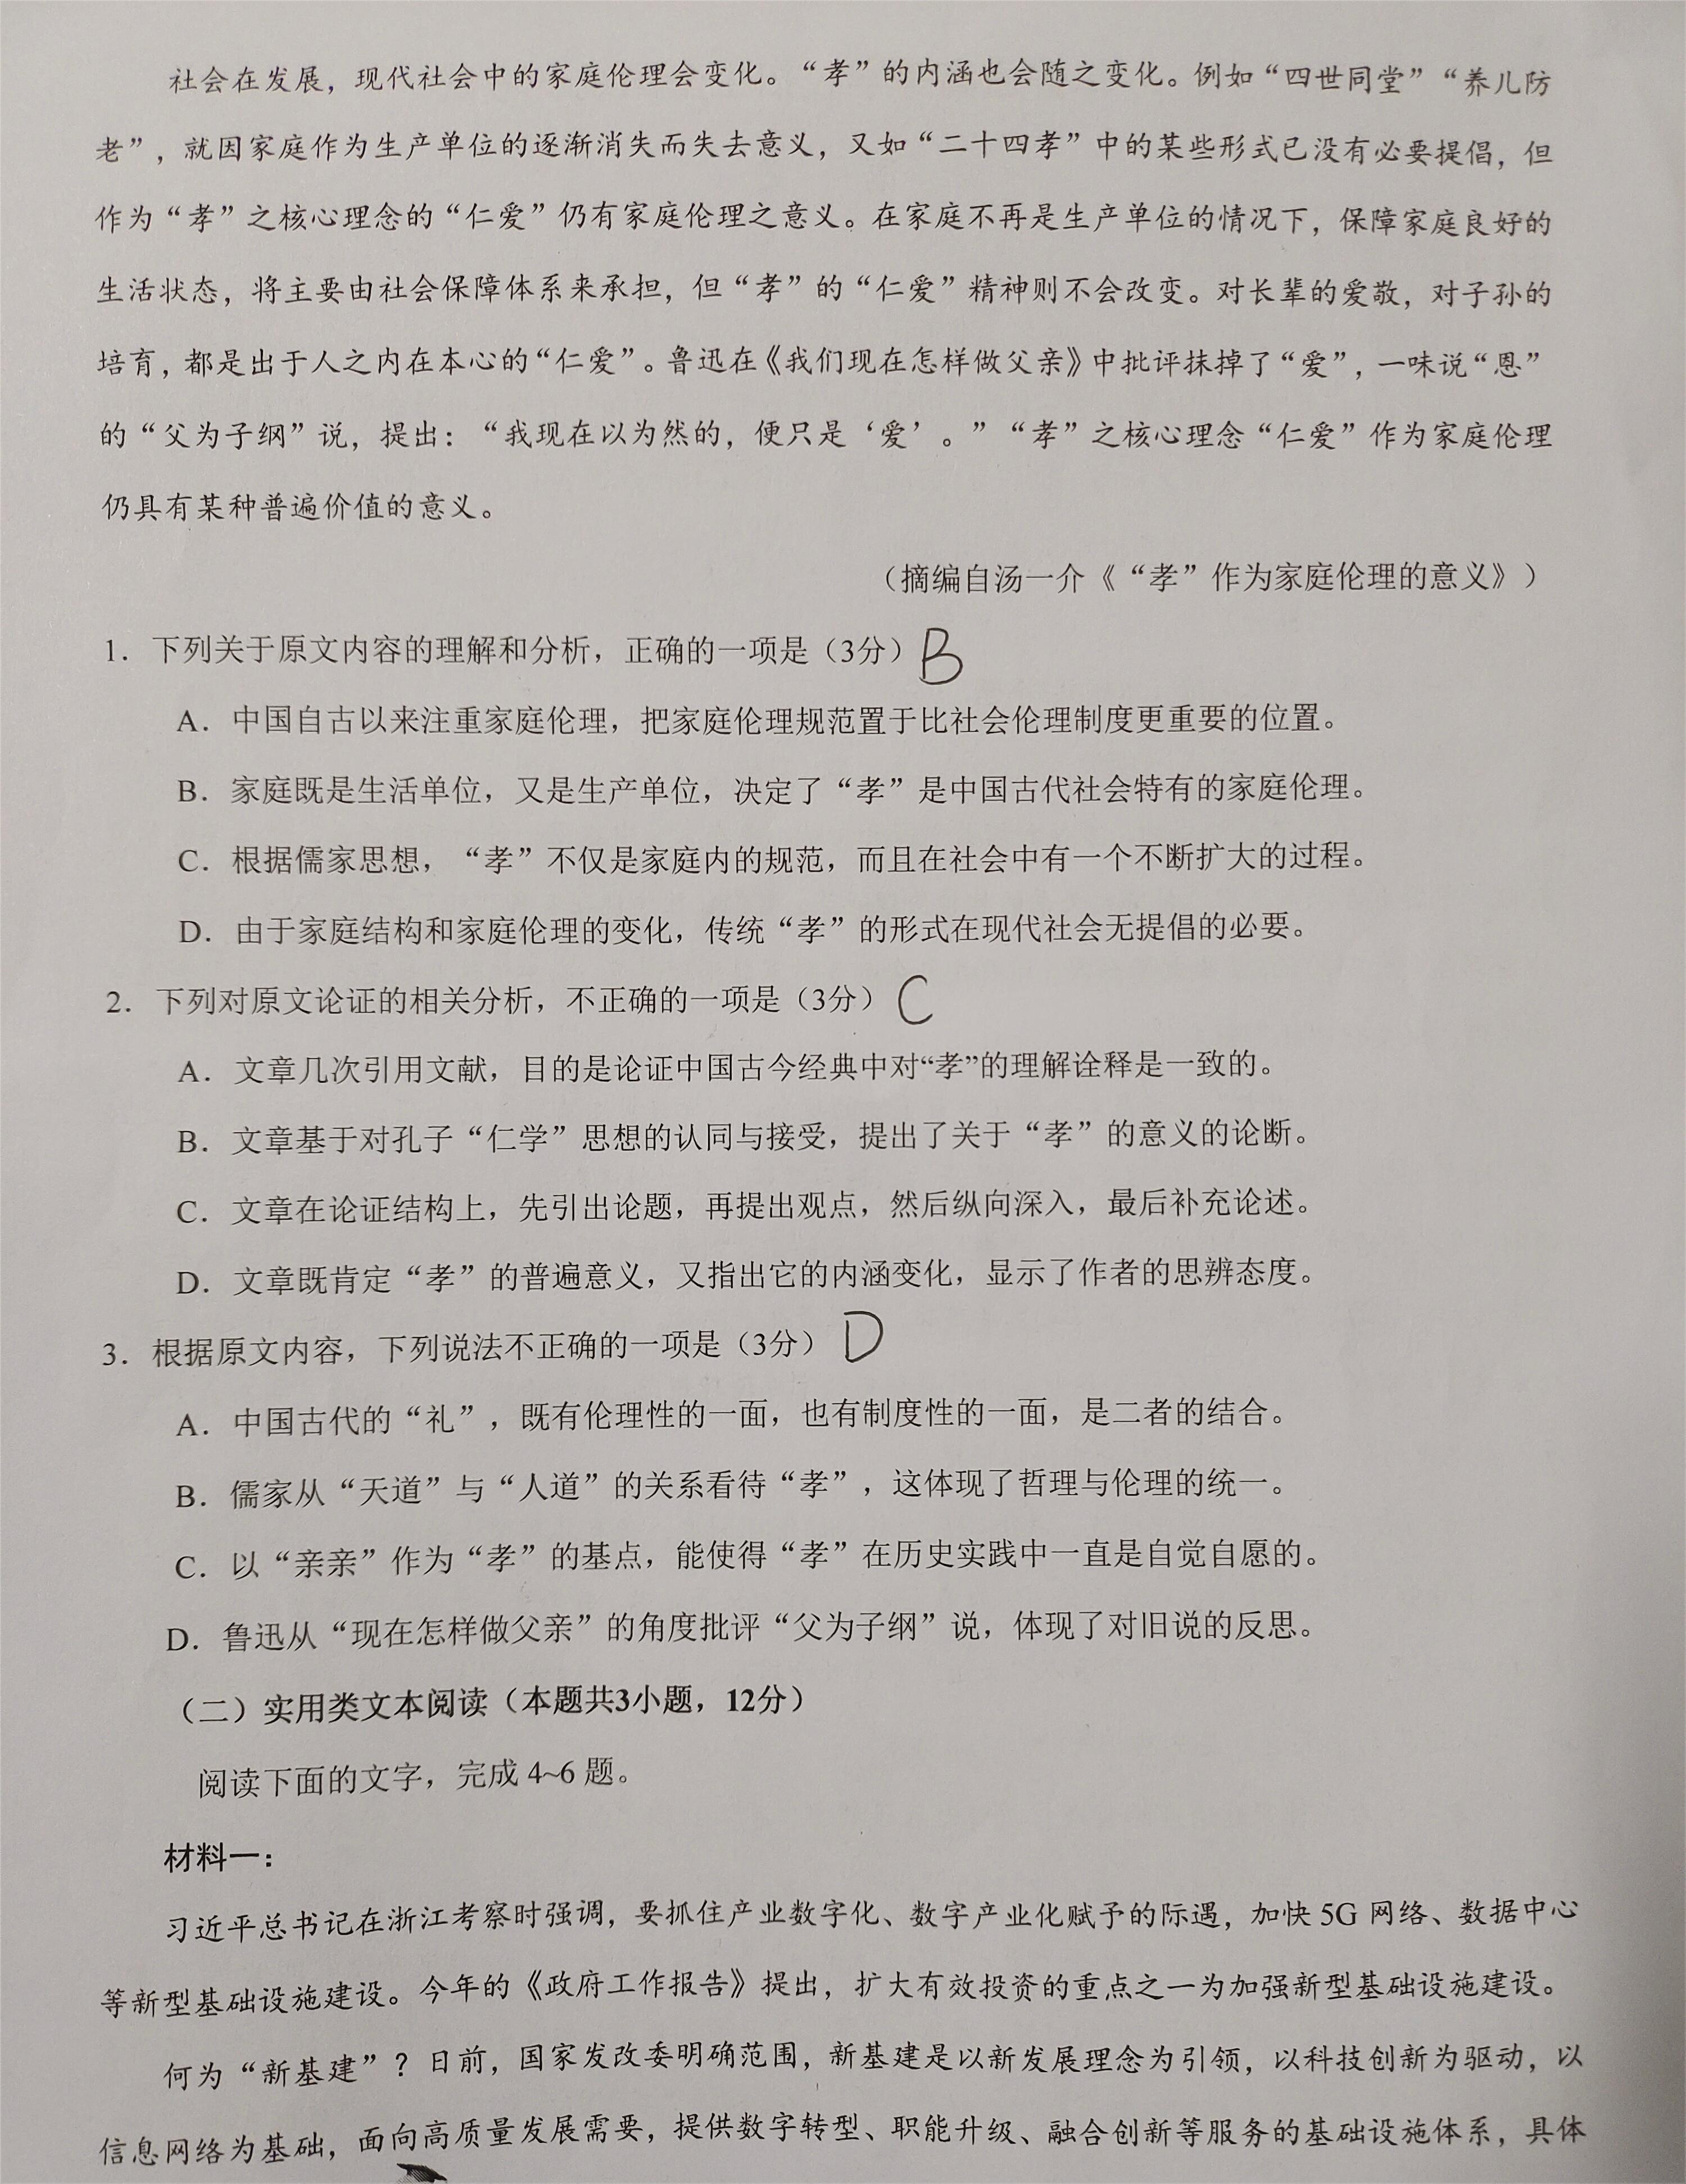 社会在发展，现代社会中的家庭伦理会变化。“孝”的内涵也会随之变化。例如“四世同堂”“养儿防
老”，就因家庭作为生产单位的逐渐消失而失去意义，又如“二十四孝”中的某些形式已没有必要提倡，但
作为“孝”之核心理念的“仁爱”仍有家庭伦理之意义。在家庭不再是生产单位的情况下，保障家庭良好的
生活状态，将主要由社会保障体系来承担，但“孝”的“仁爱”精神则不会改变。对长辈的爱敬，对子孙的
培育，都是出于人之内在本心的“仁爱”。鲁迅在《我们现在怎样做父亲》中批评抹掉了“爱”，一味说“恩”
的“父为子纲”说，提出：“我现在以为然的，便只是‘爱’。”“孝”之核心理念“仁爱”作为家庭伦理
仍具有某种普遍价值的意义。
（摘编自汤一介《“孝”作为家庭伦理的意义》）
1．下列关于原文内容的理解和分析，正确的一项是（3分）B
A．中国自古以来注重家庭伦理，把家庭伦理规范置于比社会伦理制度更重要的位置。
B．家庭既是生活单位，又是生产单位，决定了“孝”是中国古代社会特有的家庭伦理。
C．根据儒家思想，“孝”不仅是家庭内的规范，而且在社会中有一个不断扩大的过程。
D．由于家庭结构和家庭伦理的变化，传统“孝”的形式在现代社会无提倡的必要。
2．下列对原文论证的相关分析，不正确的一项是（3分）C
A．文章几次引用文献，目的是论证中国古今经典中对“孝”的理解诠释是一致的。
B．文章基于对孔子“仁学”思想的认同与接受，提出了关于“孝”的意义的论断。
C．文章在论证结构上，先引出论题，再提出观点，然后纵向深入，最后补充论述。
D．文章既肯定“孝”的普遍意义，又指出它的内涵变化，显示了作者的思辨态度。
3．根据原文内容，下列说法不正确的一项是（3分）D
A．中国古代的“礼”，既有伦理性的一面，也有制度性的一面，是二者的结合。
B．儒家从“天道”与“人道”的关系看待“孝”，这体现了哲理与伦理的统一。
C．以“亲亲”作为“孝”的基点，能使得“孝”在历史实践中一直是自觉自愿的。
D．鲁迅从“现在怎样做父亲”的角度批评“父为子纲”说，体现了对旧说的反思。
（二）实用类文本阅读（本题共3小题，12分）
阅读下面的文字，完成 4~6 题。
材料一：
习近平总书记在浙江考察时强调，要抓住产业数字化、数字产业化赋予的际遇，加快 5G 网络、数据中心
等新型基础设施建设。今年的《政府工作报告》提出，扩大有效投资的重点之一为加强新型基础设施建设。
何为“新基建”？日前，国家发改委明确范围，新基建是以新发展理念为引领，以科技创新为驱动，以
信息网络为基础，面向高质量发展需要，提供数字转型、职能升级、融合创新等服务的基础设施体系，具体